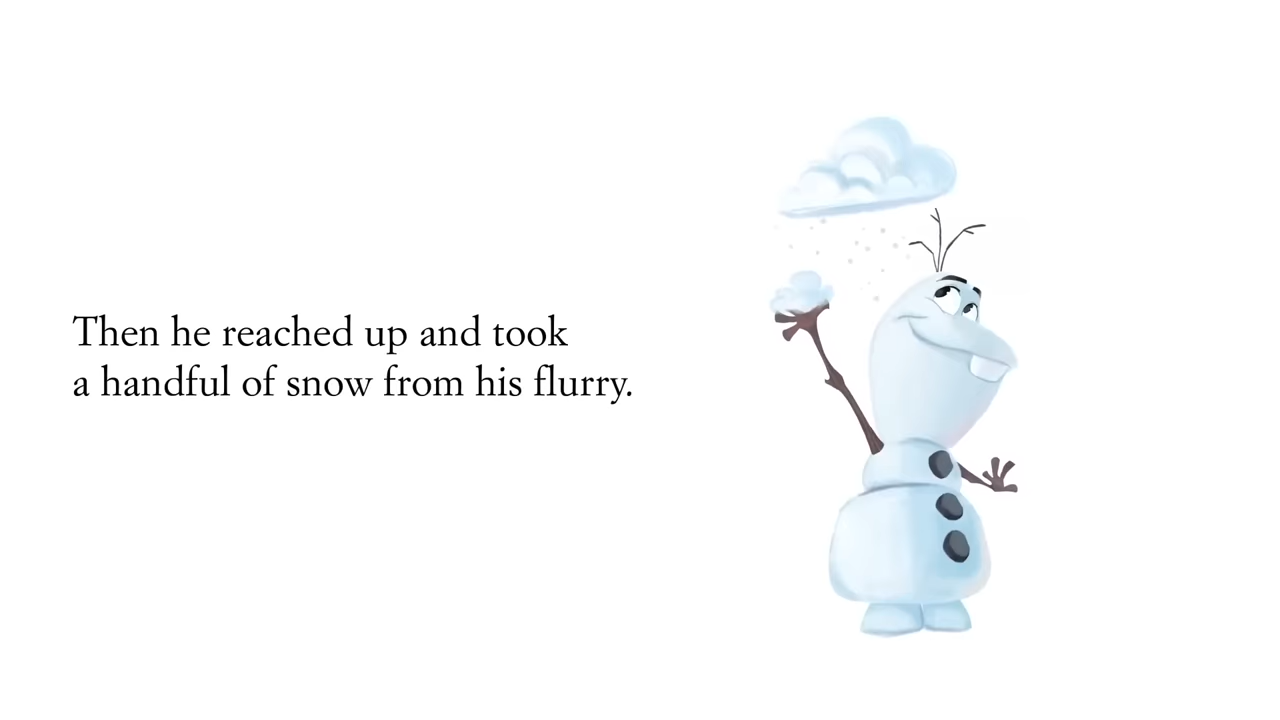 Then he reached up and took
a handful of snow from his flurry.